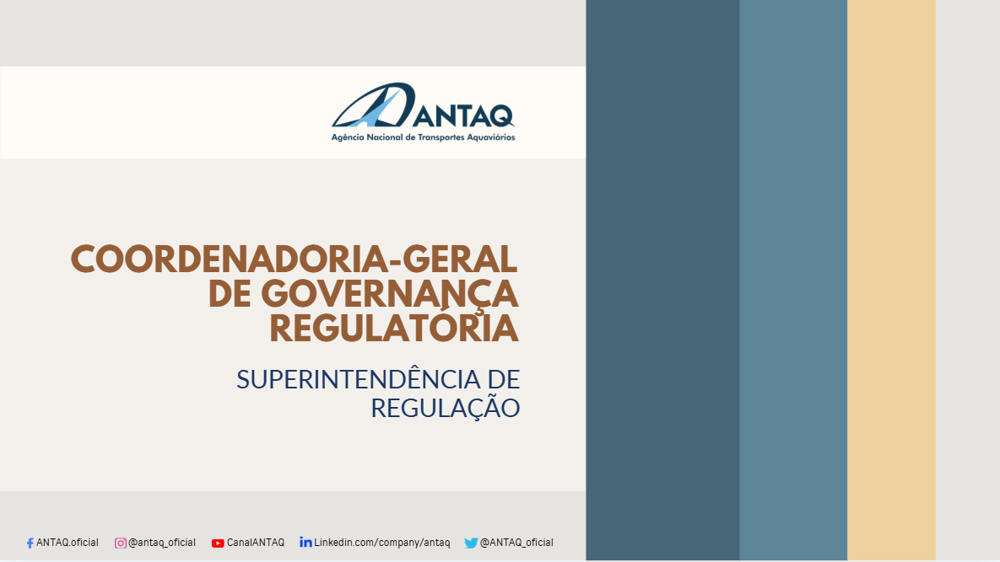 ANTAQ
Agência Nacional de Transportes Aquaviários
COORDENADORIA-GERAL
DE GOVERNANÇA
REGULATÓRIA
SUPERINTENDÊNCIA DE
REGULAÇÃO
ANTAQ.oficial @antaq_oficial CanalANTAQ Linkedin.com/company/antaq @ANTAQ_oficial